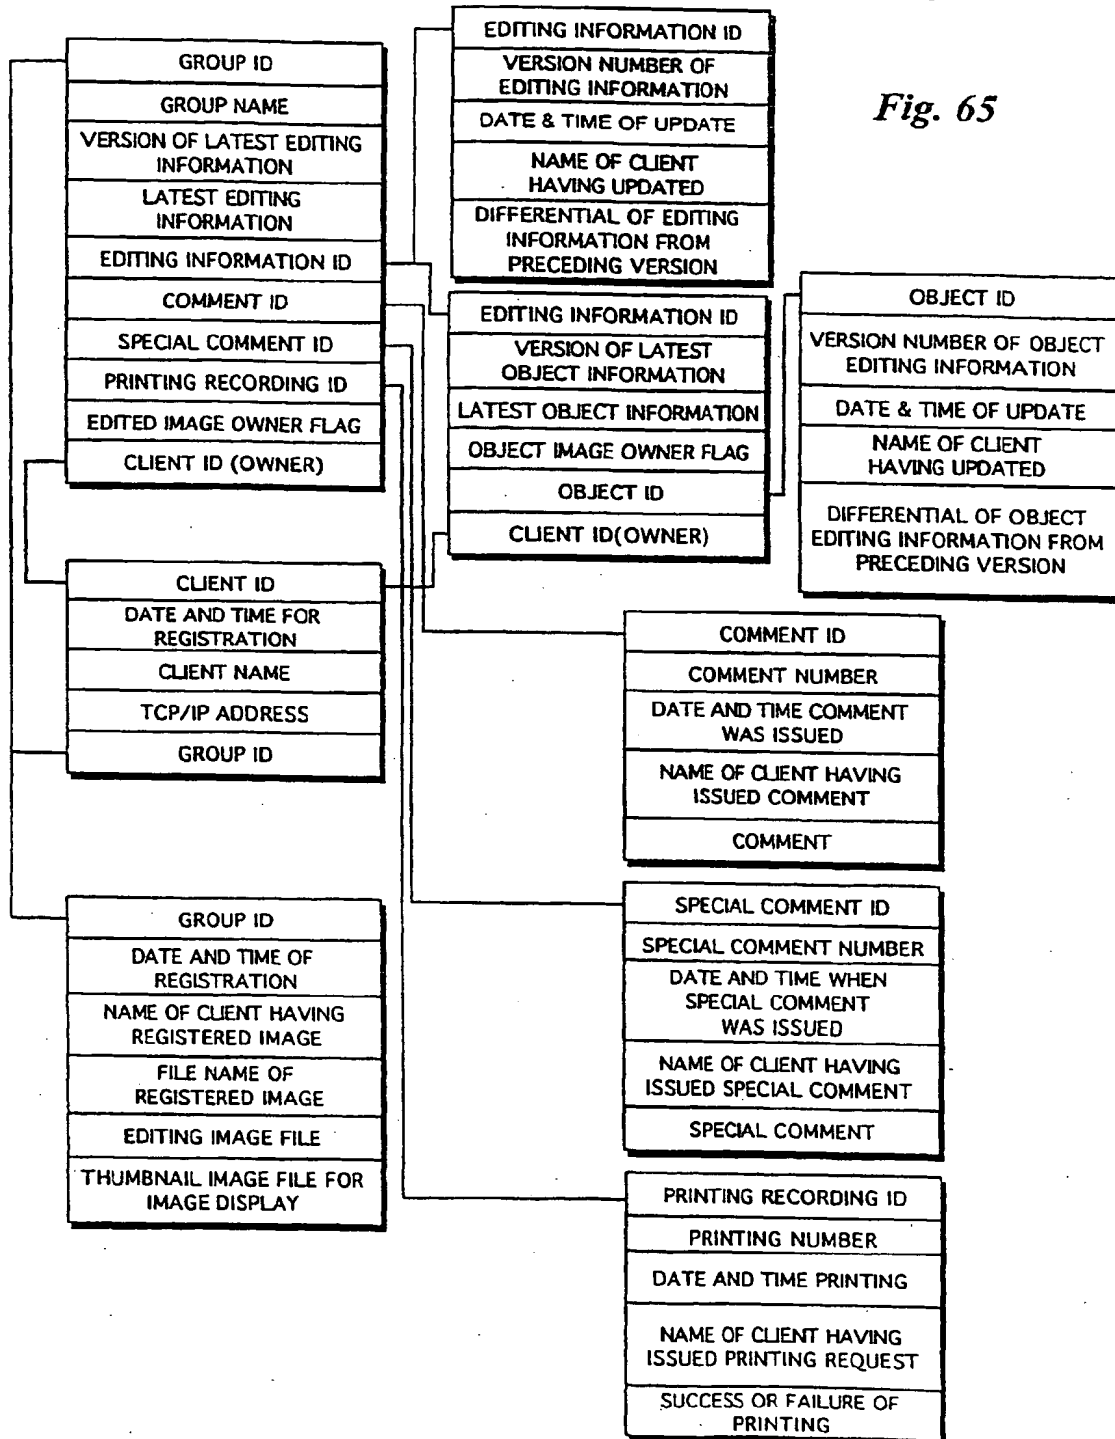 Fig. 65
GROUP ID
GROUP NAME
VERSION OF LATEST EDITING
INFORMATION
LATEST EDITING
INFORMATION
EDITING INFORMATION ID
COMMENT ID
SPECIAL COMMENT ID
PRINTING RECORDING ID
EDITED IMAGE OWNER FLAG
CLIENT ID (OWNER)
CLIENT ID
DATE AND TIME FOR
REGISTRATION
CLIENT NAME
TCP/IP ADDRESS
GROUP ID
GROUP ID
DATE AND TIME OF
REGISTRATION
NAME OF CLIENT HAVING
REGISTERED IMAGE
FILE NAME OF
REGISTERED IMAGE
EDITING IMAGE FILE
THUMBNAIL IMAGE FILE FOR
IMAGE DISPLAY
EDITING INFORMATION ID
VERSION NUMBER OF
EDITING INFORMATION
DATE & TIME OF UPDATE
NAME OF CLIENT
HAVING UPDATED
DIFFERENTIAL OF EDITING
INFORMATION FROM
PRECEDING VERSION
EDITING INFORMATION ID
VERSION OF LATEST
OBJECT INFORMATION
LATEST OBJECT INFORMATION
OBJECT IMAGE OWNER FLAG
OBJECT ID
CLIENT ID(OWNER)
OBJECT ID
VERSION NUMBER OF OBJECT
EDITING INFORMATION
DATE & TIME OF UPDATE
NAME OF CLIENT
HAVING UPDATED
DIFFERENTIAL OF OBJECT
EDITING INFORMATION FROM
PRECEDING VERSION
COMMENT ID
COMMENT NUMBER
DATE AND TIME COMMENT
WAS ISSUED
NAME OF CLIENT HAVING
ISSUED COMMENT
COMMENT
SPECIAL COMMENT ID
SPECIAL COMMENT NUMBER
DATE AND TIME WHEN
SPECIAL COMMENT
WAS ISSUED
NAME OF CLIENT HAVING
ISSUED SPECIAL COMMENT
SPECIAL COMMENT
PRINTING RECORDING ID
PRINTING NUMBER
DATE AND TIME PRINTING
NAME OF CLIENT HAVING
ISSUED PRINTING REQUEST
SUCCESS OR FAILURE OF
PRINTING